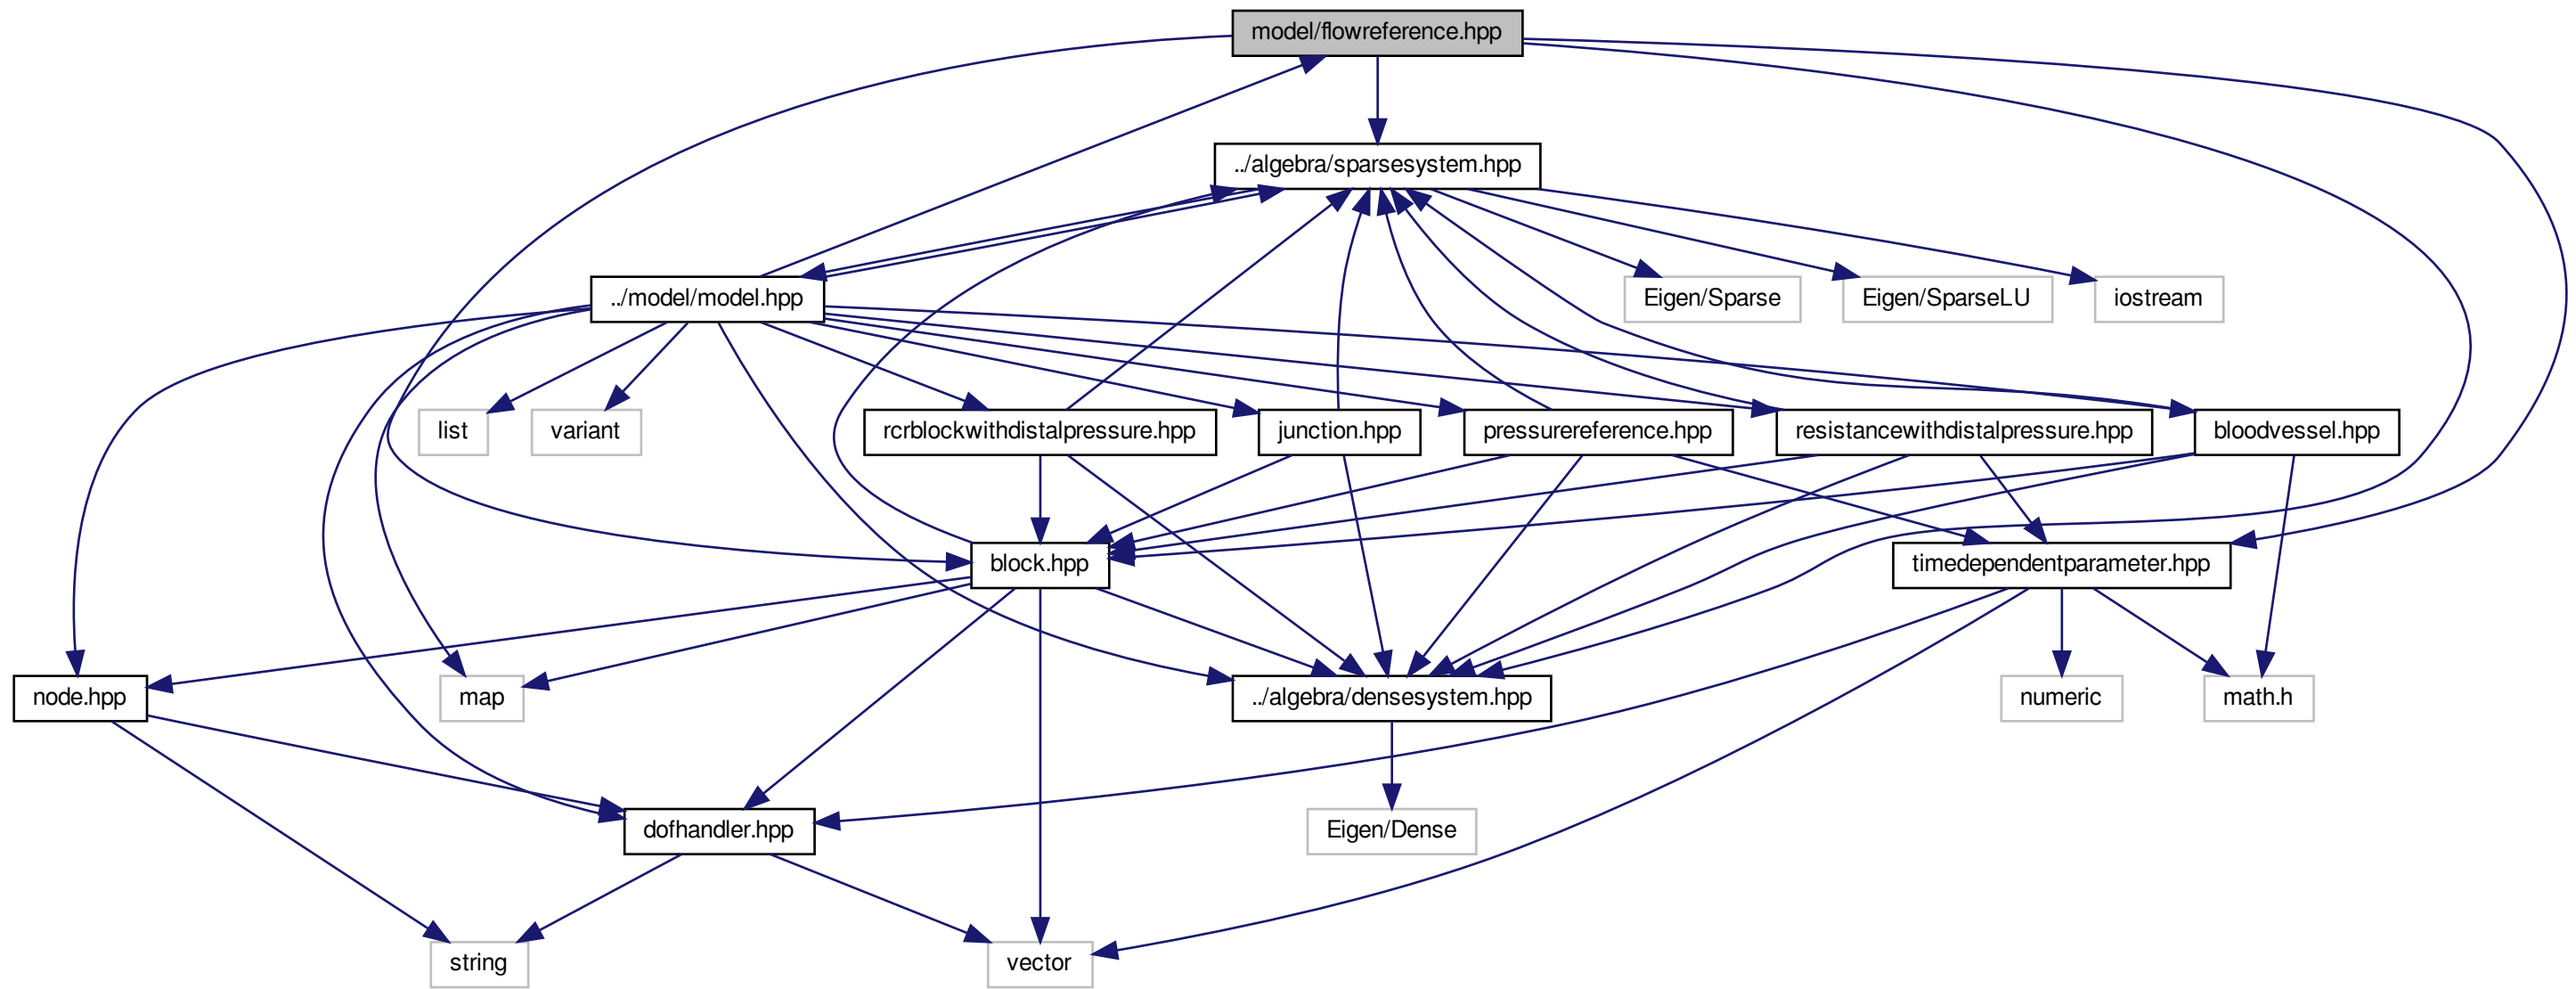 model/flowreference.hpp
../algebra/sparsesystem.hpp
../model/model.hpp
Eigen/Sparse
Eigen/SparseLU
iostream
list
variant
rcrblockwithdistalpressure.hpp
junction.hpp
pressurereference.hpp
resistancewithdistalpressure.hpp
bloodvessel.hpp
block.hpp
timedependentparameter.hpp
node.hpp
map
../algebra/densesystem.hpp
numeric
math.h
dofhandler.hpp
Eigen/Dense
string
vector